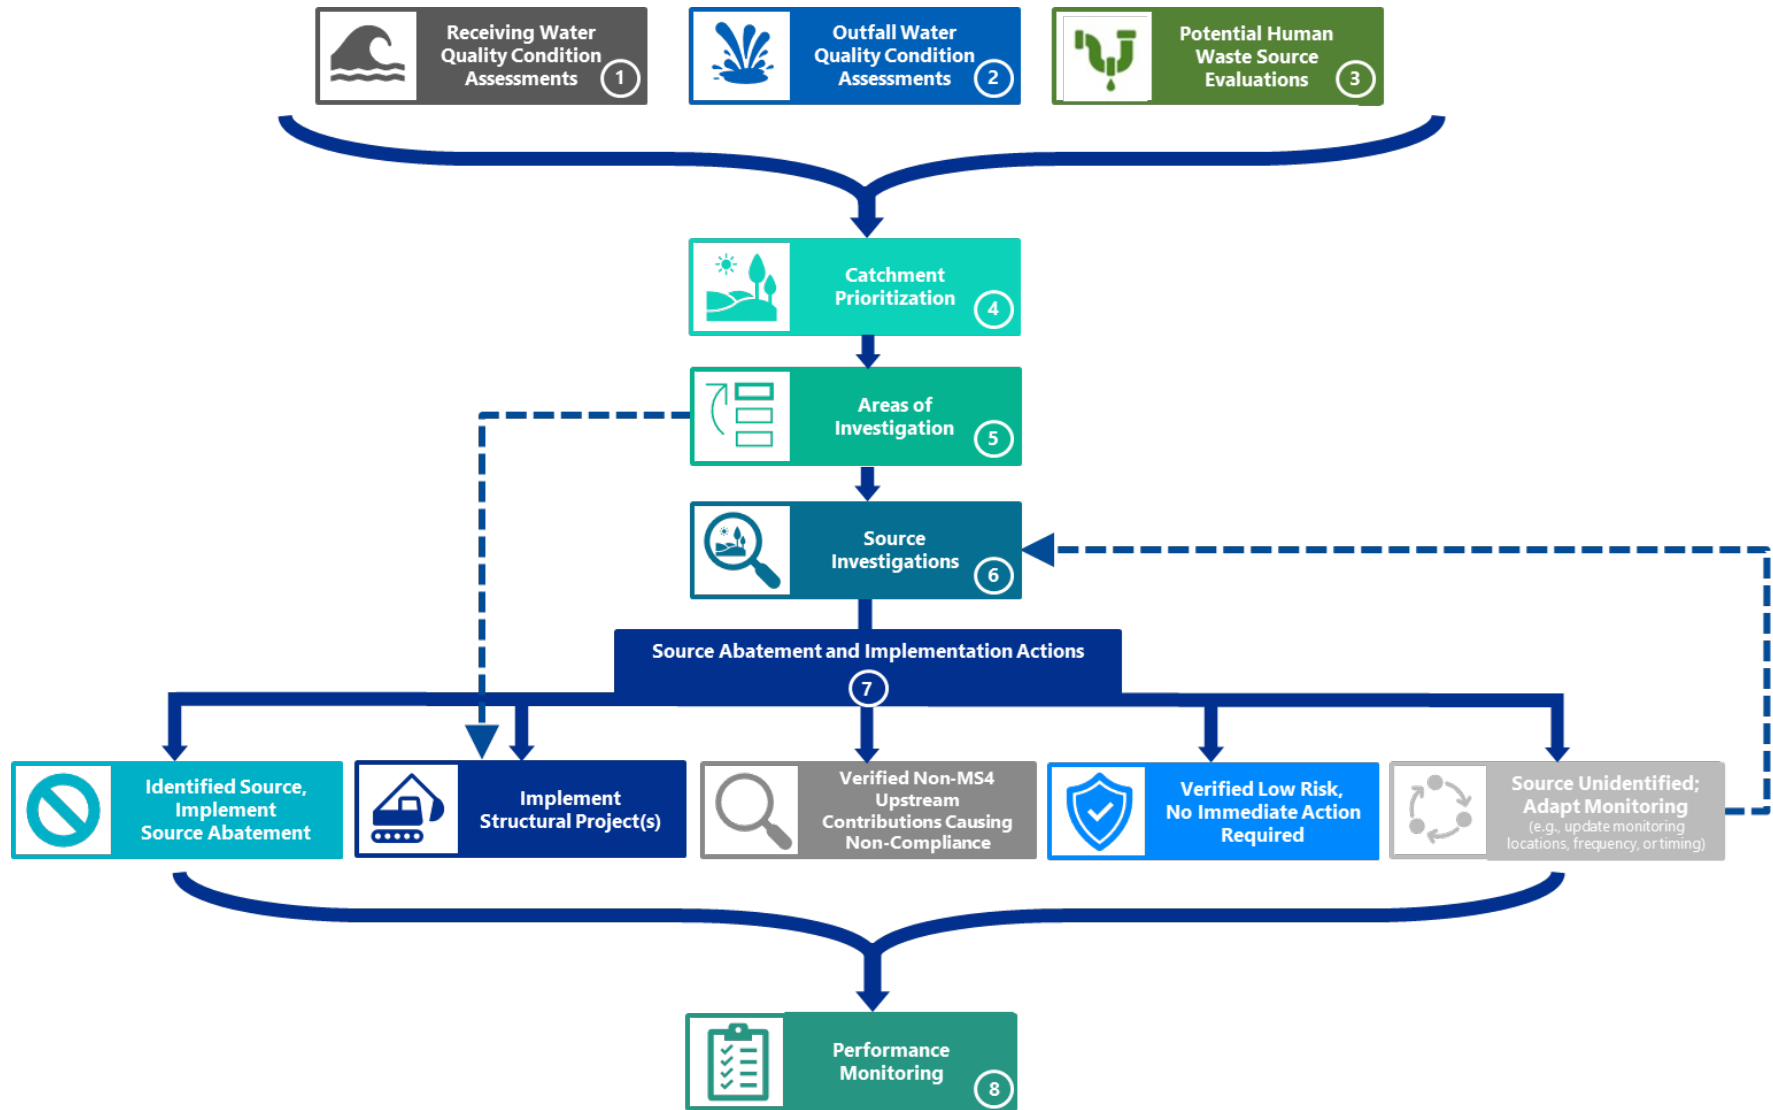 Receiving Water
Quality Condition
Assessments
1
Outfall Water
Quality Condition
Assessments
2
Potential Human
Waste Source
Evaluations
3
Catchment
Prioritization
4
Areas of
Investigation
5
Source
Investigations
6
Source Abatement and Implementation Actions
7
Identified Source,
Implement
Source Abatement
Implement
Structural Project(s)
Verified Non-MS4
Upstream
Contributions Causing
Non-Compliance
Verified Low Risk,
No Immediate Action
Required
Source Unidentified;
Adapt Monitoring
(e.g., update monitoring
locations, frequency, or timing)
Performance
Monitoring
8